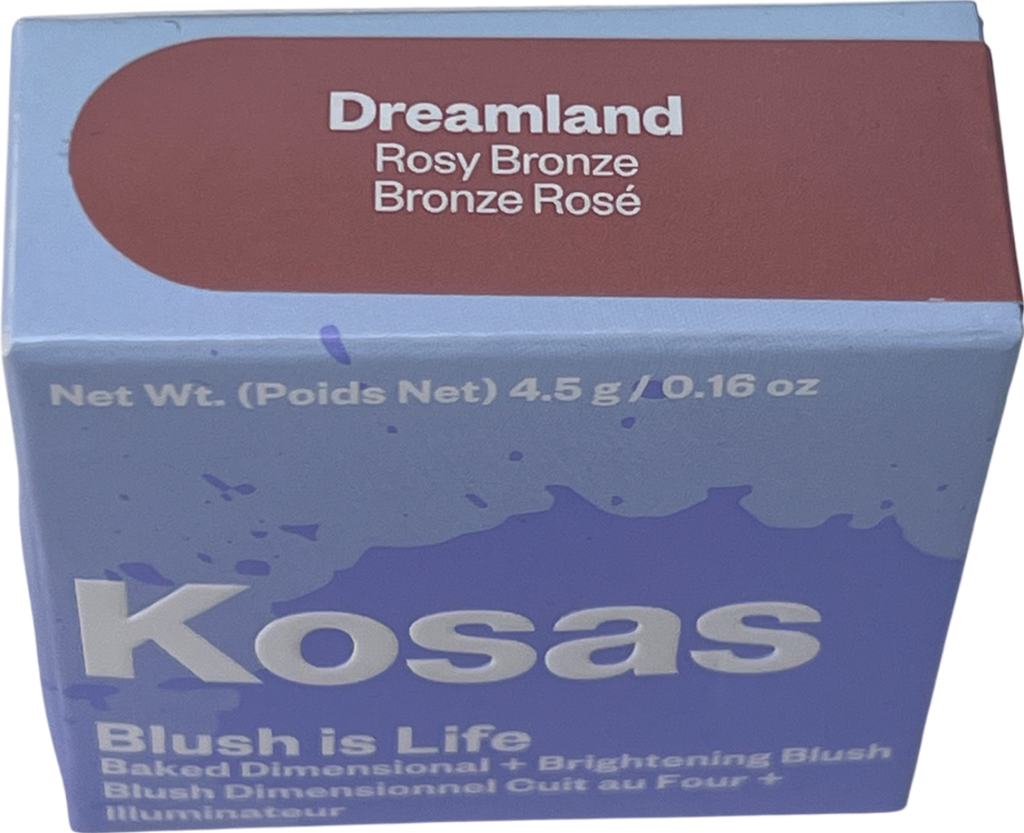 Dreamland
Rosy Bronze
Bronze Rosé
Net Wt. (Poids Net) 4.5 g / 0.16 oz
Kosas
Blush is Life
Baked Dimensional + Brightening Blush
Blush Dimensionnel Cuit au Four +
Illuminateur